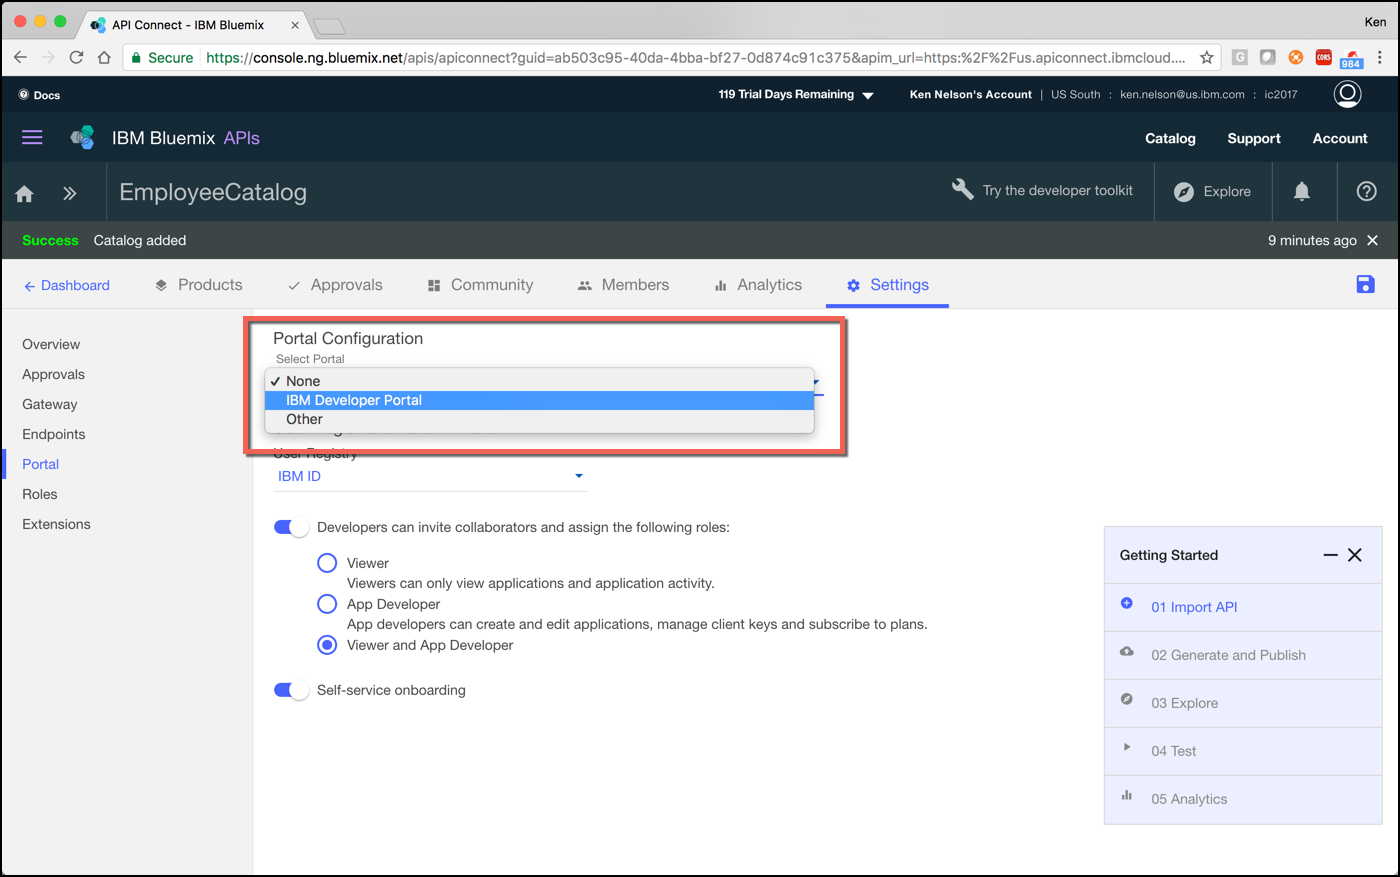 API Connect - IBM Bluemix
Ken
Secure https://console.ng.bluemix.net/apis/apiconnect?guid=ab503c95-40da-4bba-bf27-0d874c91c375&apim_url=https:%2F%2Fus.apiconnect.ibmcloud....
G
CORS
984
Docs
119 Trial Days Remaining
Ken Nelson's Account | US South : ken.nelson@us.ibm.com : ic2017
IBM Bluemix APIs
Catalog Support Account
EmployeeCatalog
Try the developer toolkit
Explore
Success Catalog added
9 minutes ago
Dashboard Products Approvals Community Members Analytics Settings
Overview
Approvals
Gateway
Endpoints
Portal
Roles
Extensions
Portal Configuration
Select Portal
None
IBM Developer Portal
Other
User Registry
IBM ID
Developers can invite collaborators and assign the following roles:
Viewer
Viewers can only view applications and application activity.
App Developer
App developers can create and edit applications, manage client keys and subscribe to plans.
Viewer and App Developer
Self-service onboarding
Getting Started
01 Import API
02 Generate and Publish
03 Explore
04 Test
05 Analytics